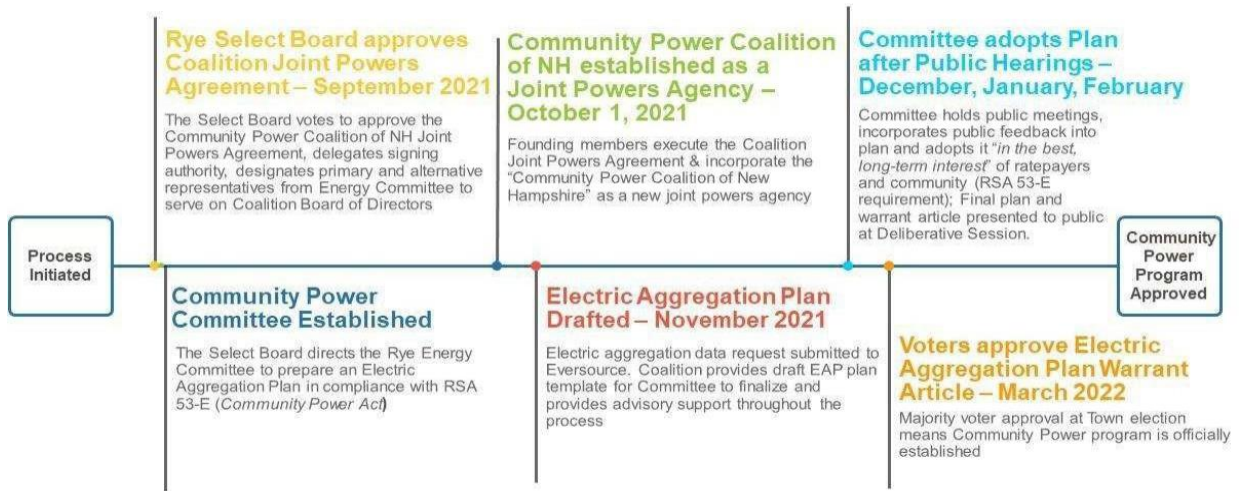 Process
Initiated
Rye Select Board approves
Coalition Joint Powers
Agreement – September 2021
The Select Board votes to approve the
Community Power Coalition of NH Joint
Powers Agreement, delegates signing
authority, designates primary and alternative
representatives from Energy Committee to
serve on Coalition Board of Directors
Community Power
Committee Established
The Select Board directs the Rye Energy
Committee to prepare an Electric
Aggregation Plan in compliance with RSA
53-E (Community Power Act)
Community Power Coalition
of NH established as a
Joint Powers Agency –
October 1, 2021
Founding members execute the Coalition
Joint Powers Agreement & incorporate the
“Community Power Coalition of New
Hampshire” as a new joint powers agency
Electric Aggregation Plan
Drafted – November 2021
Electric aggregation data request submitted to
Eversource. Coalition provides draft EAP plan
template for Committee to finalize and
provides advisory support throughout the
process
Committee adopts Plan
after Public Hearings –
December, January, February
Committee holds public meetings,
incorporates public feedback into
plan and adopts it “in the best,
long-term interest” of ratepayers
and community (RSA 53-E
requirement); Final plan and
warrant article presented to public
at Deliberative Session.
Voters approve Electric
Aggregation Plan Warrant
Article – March 2022
Majority voter approval at Town election
means Community Power program is officially
established
Community
Power
Program
Approved